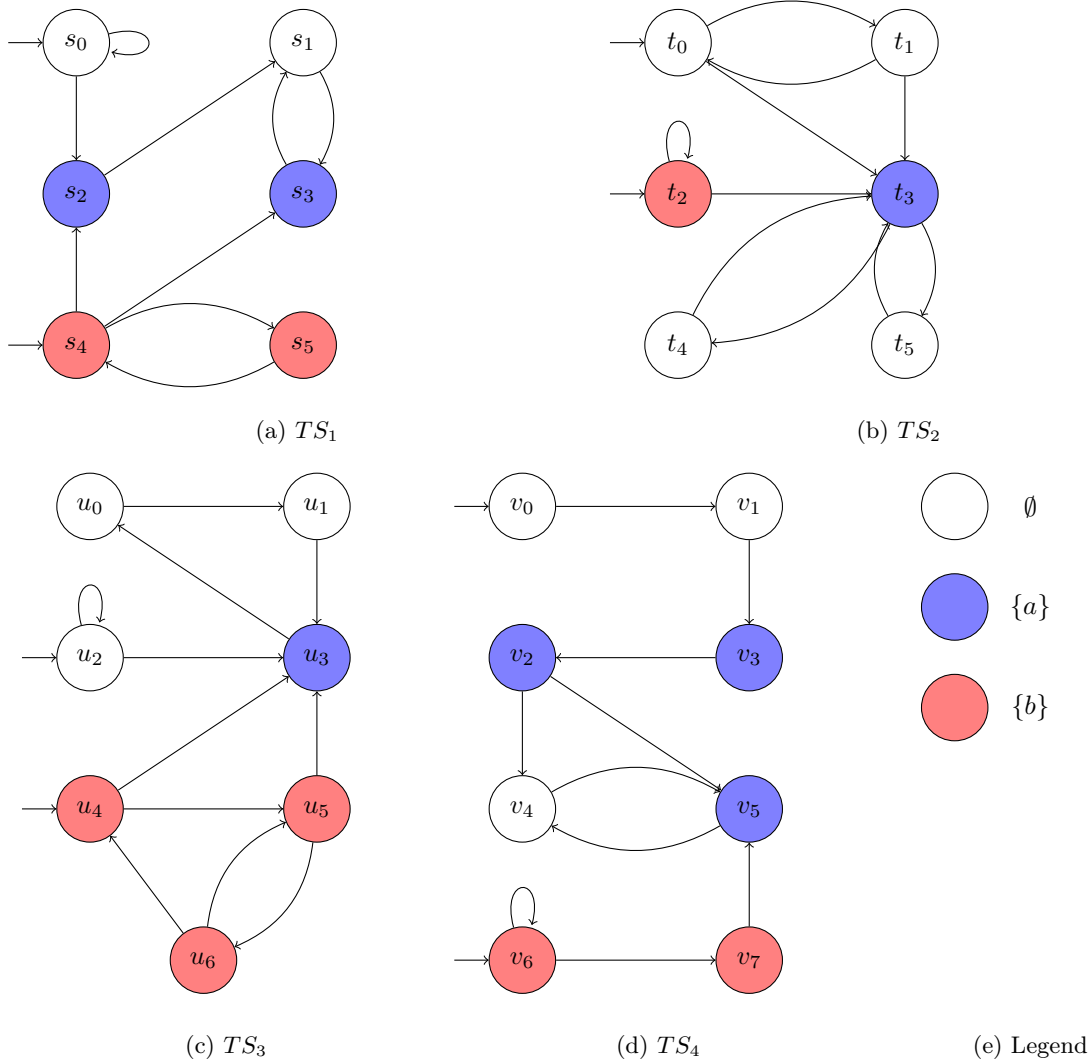 s₀ s₁ t₀ t₁
s₂ s₃ t₂ t₃
s₄ s₅ t₄ t₅
(a) TS₁ (b) TS₂
u₀ u₁ v₀ v₁ ∅
u₂ u₃ v₂ v₃ {a}
{b}
u₄ u₅ v₄ v₅
u₆ v₆ v₇
(c) TS₃ (d) TS₄ (e) Legend